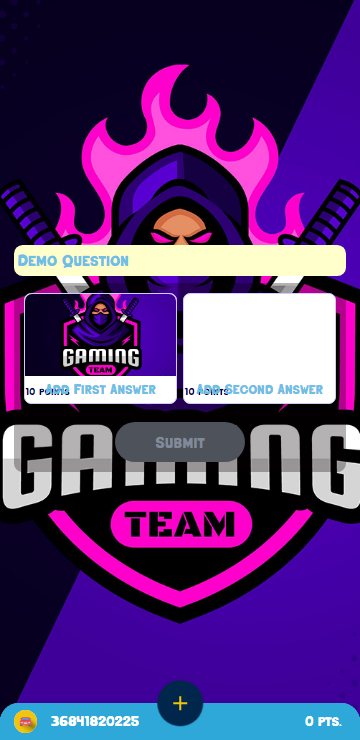 Demo Question
GAMING
TEAM
10 points
Add First Answer
10 points
Add Second Answer
Submit
GAMING
TEAM
+
36841820225
0 pts.